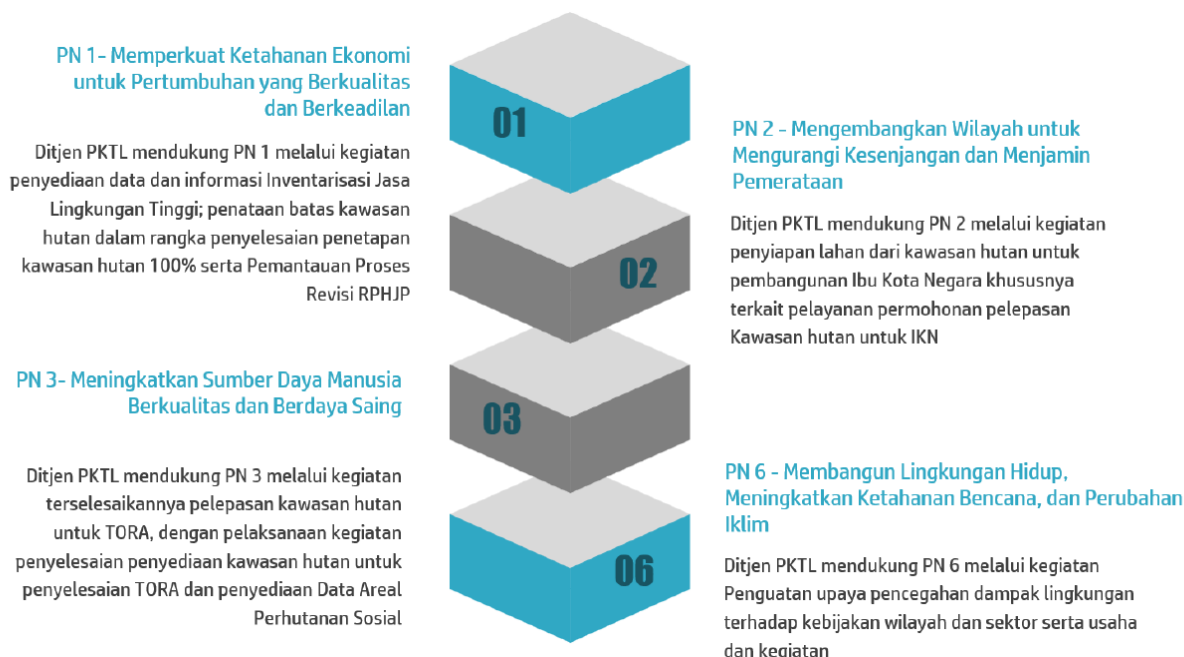 PN 1- Memperkuat Ketahanan Ekonomi
untuk Pertumbuhan yang Berkualitas
dan Berkeadilan
Ditjen PKTL mendukung PN 1 melalui kegiatan
penyediaan data dan informasi Inventarisasi Jasa
Lingkungan Tinggi; penataan batas kawasan
hutan dalam rangka penyelesaian penetapan
kawasan hutan 100% serta Pemantauan Proses
Revisi RPHJP
01
PN 2 - Mengembangkan Wilayah untuk
Mengurangi Kesenjangan dan Menjamin
Pemerataan
Ditjen PKTL mendukung PN 2 melalui kegiatan
penyiapan lahan dari kawasan hutan untuk
pembangunan Ibu Kota Negara khususnya
terkait pelayanan permohonan pelepasan
Kawasan hutan untuk IKN
02
PN 3- Meningkatkan Sumber Daya Manusia
Berkualitas dan Berdaya Saing
Ditjen PKTL mendukung PN 3 melalui kegiatan
terselesaikannya pelepasan kawasan hutan
untuk TORA, dengan pelaksanaan kegiatan
penyelesaian penyediaan kawasan hutan untuk
penyelesaian TORA dan penyediaan Data Areal
Perhutanan Sosial
03
PN 6 - Membangun Lingkungan Hidup,
Meningkatkan Ketahanan Bencana, dan Perubahan
Iklim
Ditjen PKTL mendukung PN 6 melalui kegiatan
Penguatan upaya pencegahan dampak lingkungan
terhadap kebijakan wilayah dan sektor serta usaha
dan kegiatan
06